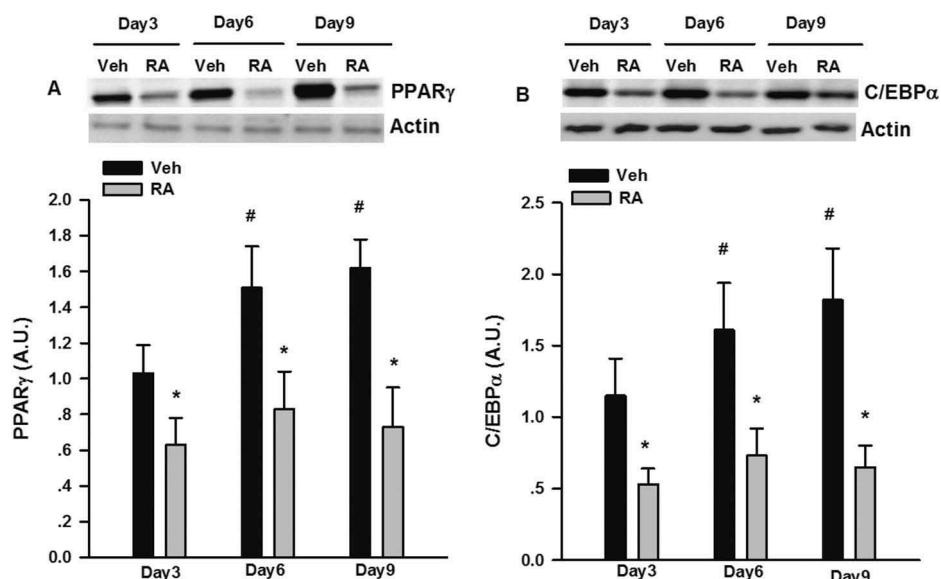 Day3 Day6 Day9
Veh RA Veh RA Veh RA
A PPARγ
Actin
Veh
RA
PPARγ (A.U.)
2.0
1.8
1.6
1.4
1.2
1.0
.8
.6
.4
.2
0.0
# #
* * *
Day3 Day6 Day9
Day3 Day6 Day9
Veh RA Veh RA Veh RA
B C/EBPα
Actin
Veh
RA
C/EBPα (A.U.)
2.5
2.0
1.5
1.0
.5
0.0
# #
* * *
Day3 Day6 Day9